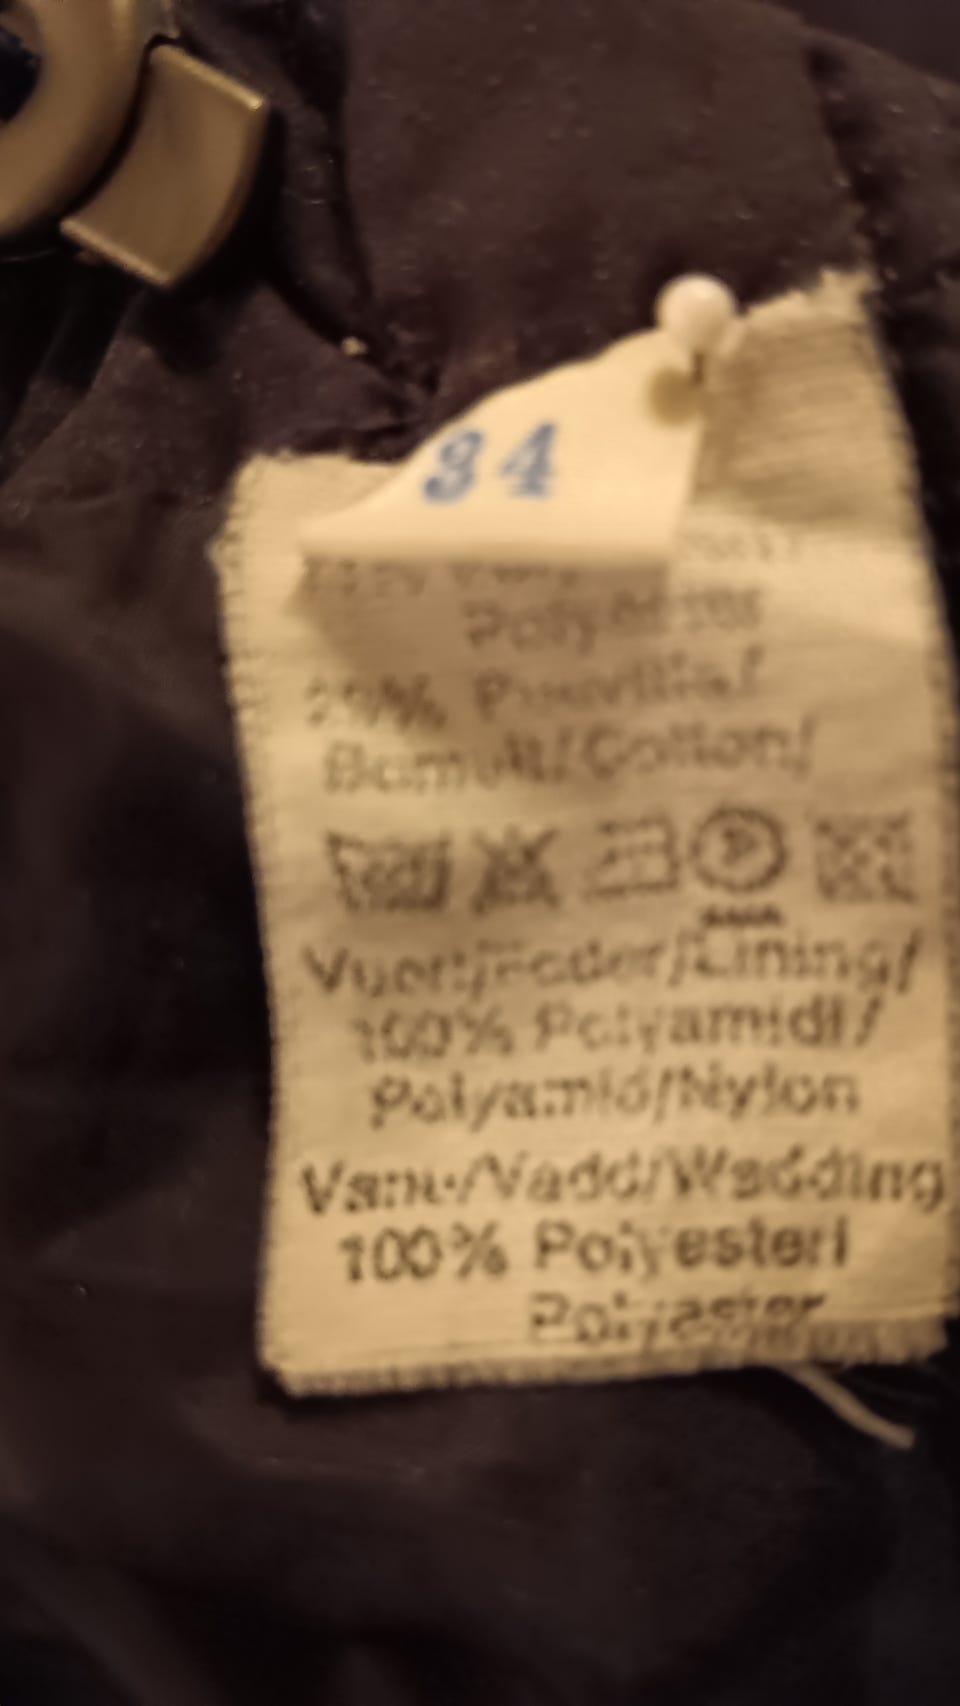 34
Polyester
Puuvilla/
Bomull/Cotton/
P
Vuori/Foder/Lining/
100% Polyamidi/
Polyamid/Nylon
Vanu/Vadd/Wadding
100% Polyesteri
Polyester